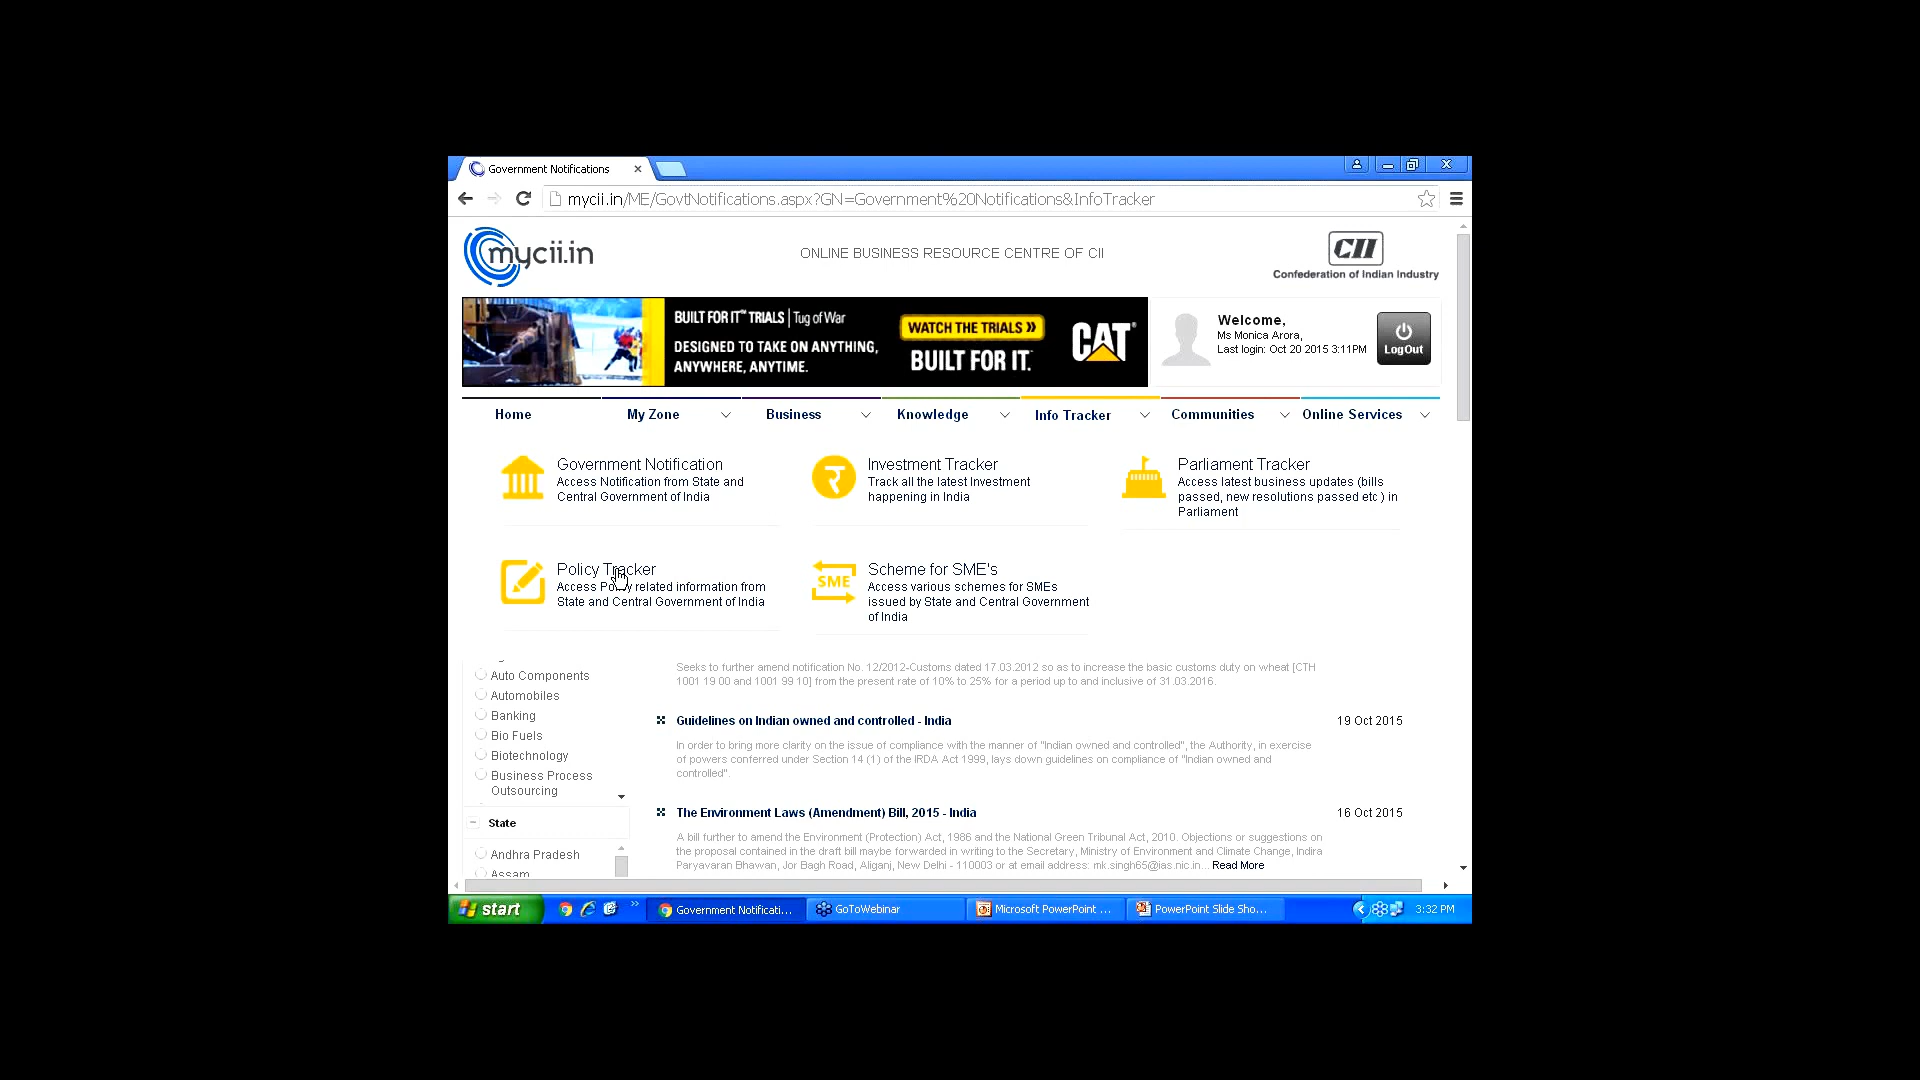 Government Notifications
mycii.in/ME/GovtNotifications.aspx?GN=Government%20Notifications&InfoTracker
mycii.in
ONLINE BUSINESS RESOURCE CENTRE OF CII
CII
Confederation of Indian Industry
BUILT FOR IT™ TRIALS | Tug of War
DESIGNED TO TAKE ON ANYTHING,
ANYWHERE, ANYTIME.
WATCH THE TRIALS »
BUILT FOR IT.™
CAT®
Welcome,
Ms Monica Arora,
Last login: Oct 20 2015 3:11PM
LogOut
Home
My Zone
Business
Knowledge
Info Tracker
Communities
Online Services
Government Notification
Access Notification from State and
Central Government of India
Investment Tracker
Track all the latest Investment
happening in India
Parliament Tracker
Access latest business updates (bills
passed, new resolutions passed etc ) in
Parliament
Policy Tracker
Access Policy related information from
State and Central Government of India
SME
Scheme for SME's
Access various schemes for SMEs
issued by State and Central Government
of India
Auto Components
Automobiles
Banking
Bio Fuels
Biotechnology
Business Process
Outsourcing
State
Andhra Pradesh
Assam
Seeks to further amend notification No. 12/2012-Customs dated 17.03.2012 so as to increase the basic customs duty on wheat [CTH
1001 19 00 and 1001 99 10] from the present rate of 10% to 25% for a period up to and inclusive of 31.03.2016.
Guidelines on Indian owned and controlled - India
19 Oct 2015
In order to bring more clarity on the issue of compliance with the manner of "Indian owned and controlled", the Authority, in exercise
of powers conferred under Section 14 (1) of the IRDA Act 1999, lays down guidelines on compliance of "Indian owned and
controlled".
The Environment Laws (Amendment) Bill, 2015 - India
16 Oct 2015
A bill further to amend the Environment (Protection) Act, 1986 and the National Green Tribunal Act, 2010. Objections or suggestions on
the proposal contained in the draft bill maybe forwarded in writing to the Secretary, Ministry of Environment and Climate Change, Indira
Paryavaran Bhawan, Jor Bagh Road, Aliganj, New Delhi - 110003 or at email address: mk.singh65@ias.nic.in... Read More
start
Government Notificati...
GoToWebinar
Microsoft PowerPoint ...
PowerPoint Slide Sho...
3:32 PM